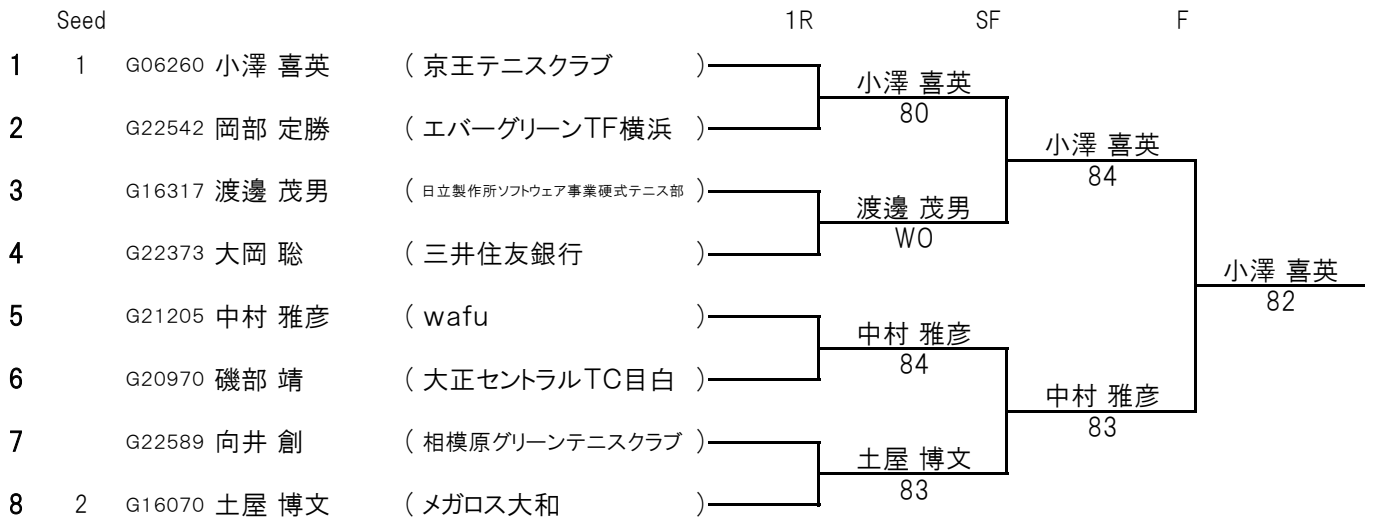 Seed 1R SF F
1 1 G06260 小澤 喜英 ( 京王テニスクラブ )
小澤 喜英
80
2 G22542 岡部 定勝 ( エバーグリーンTF横浜 )
小澤 喜英
84
3 G16317 渡邊 茂男 ( 日立製作所ソフトウェア事業硬式テニス部 )
渡邊 茂男
WO
4 G22373 大岡 聡 ( 三井住友銀行 )
小澤 喜英
82
5 G21205 中村 雅彦 ( wafu )
中村 雅彦
84
6 G20970 磯部 靖 ( 大正セントラルTC目白 )
中村 雅彦
83
7 G22589 向井 創 ( 相模原グリーンテニスクラブ )
土屋 博文
83
8 2 G16070 土屋 博文 ( メガロス大和 )